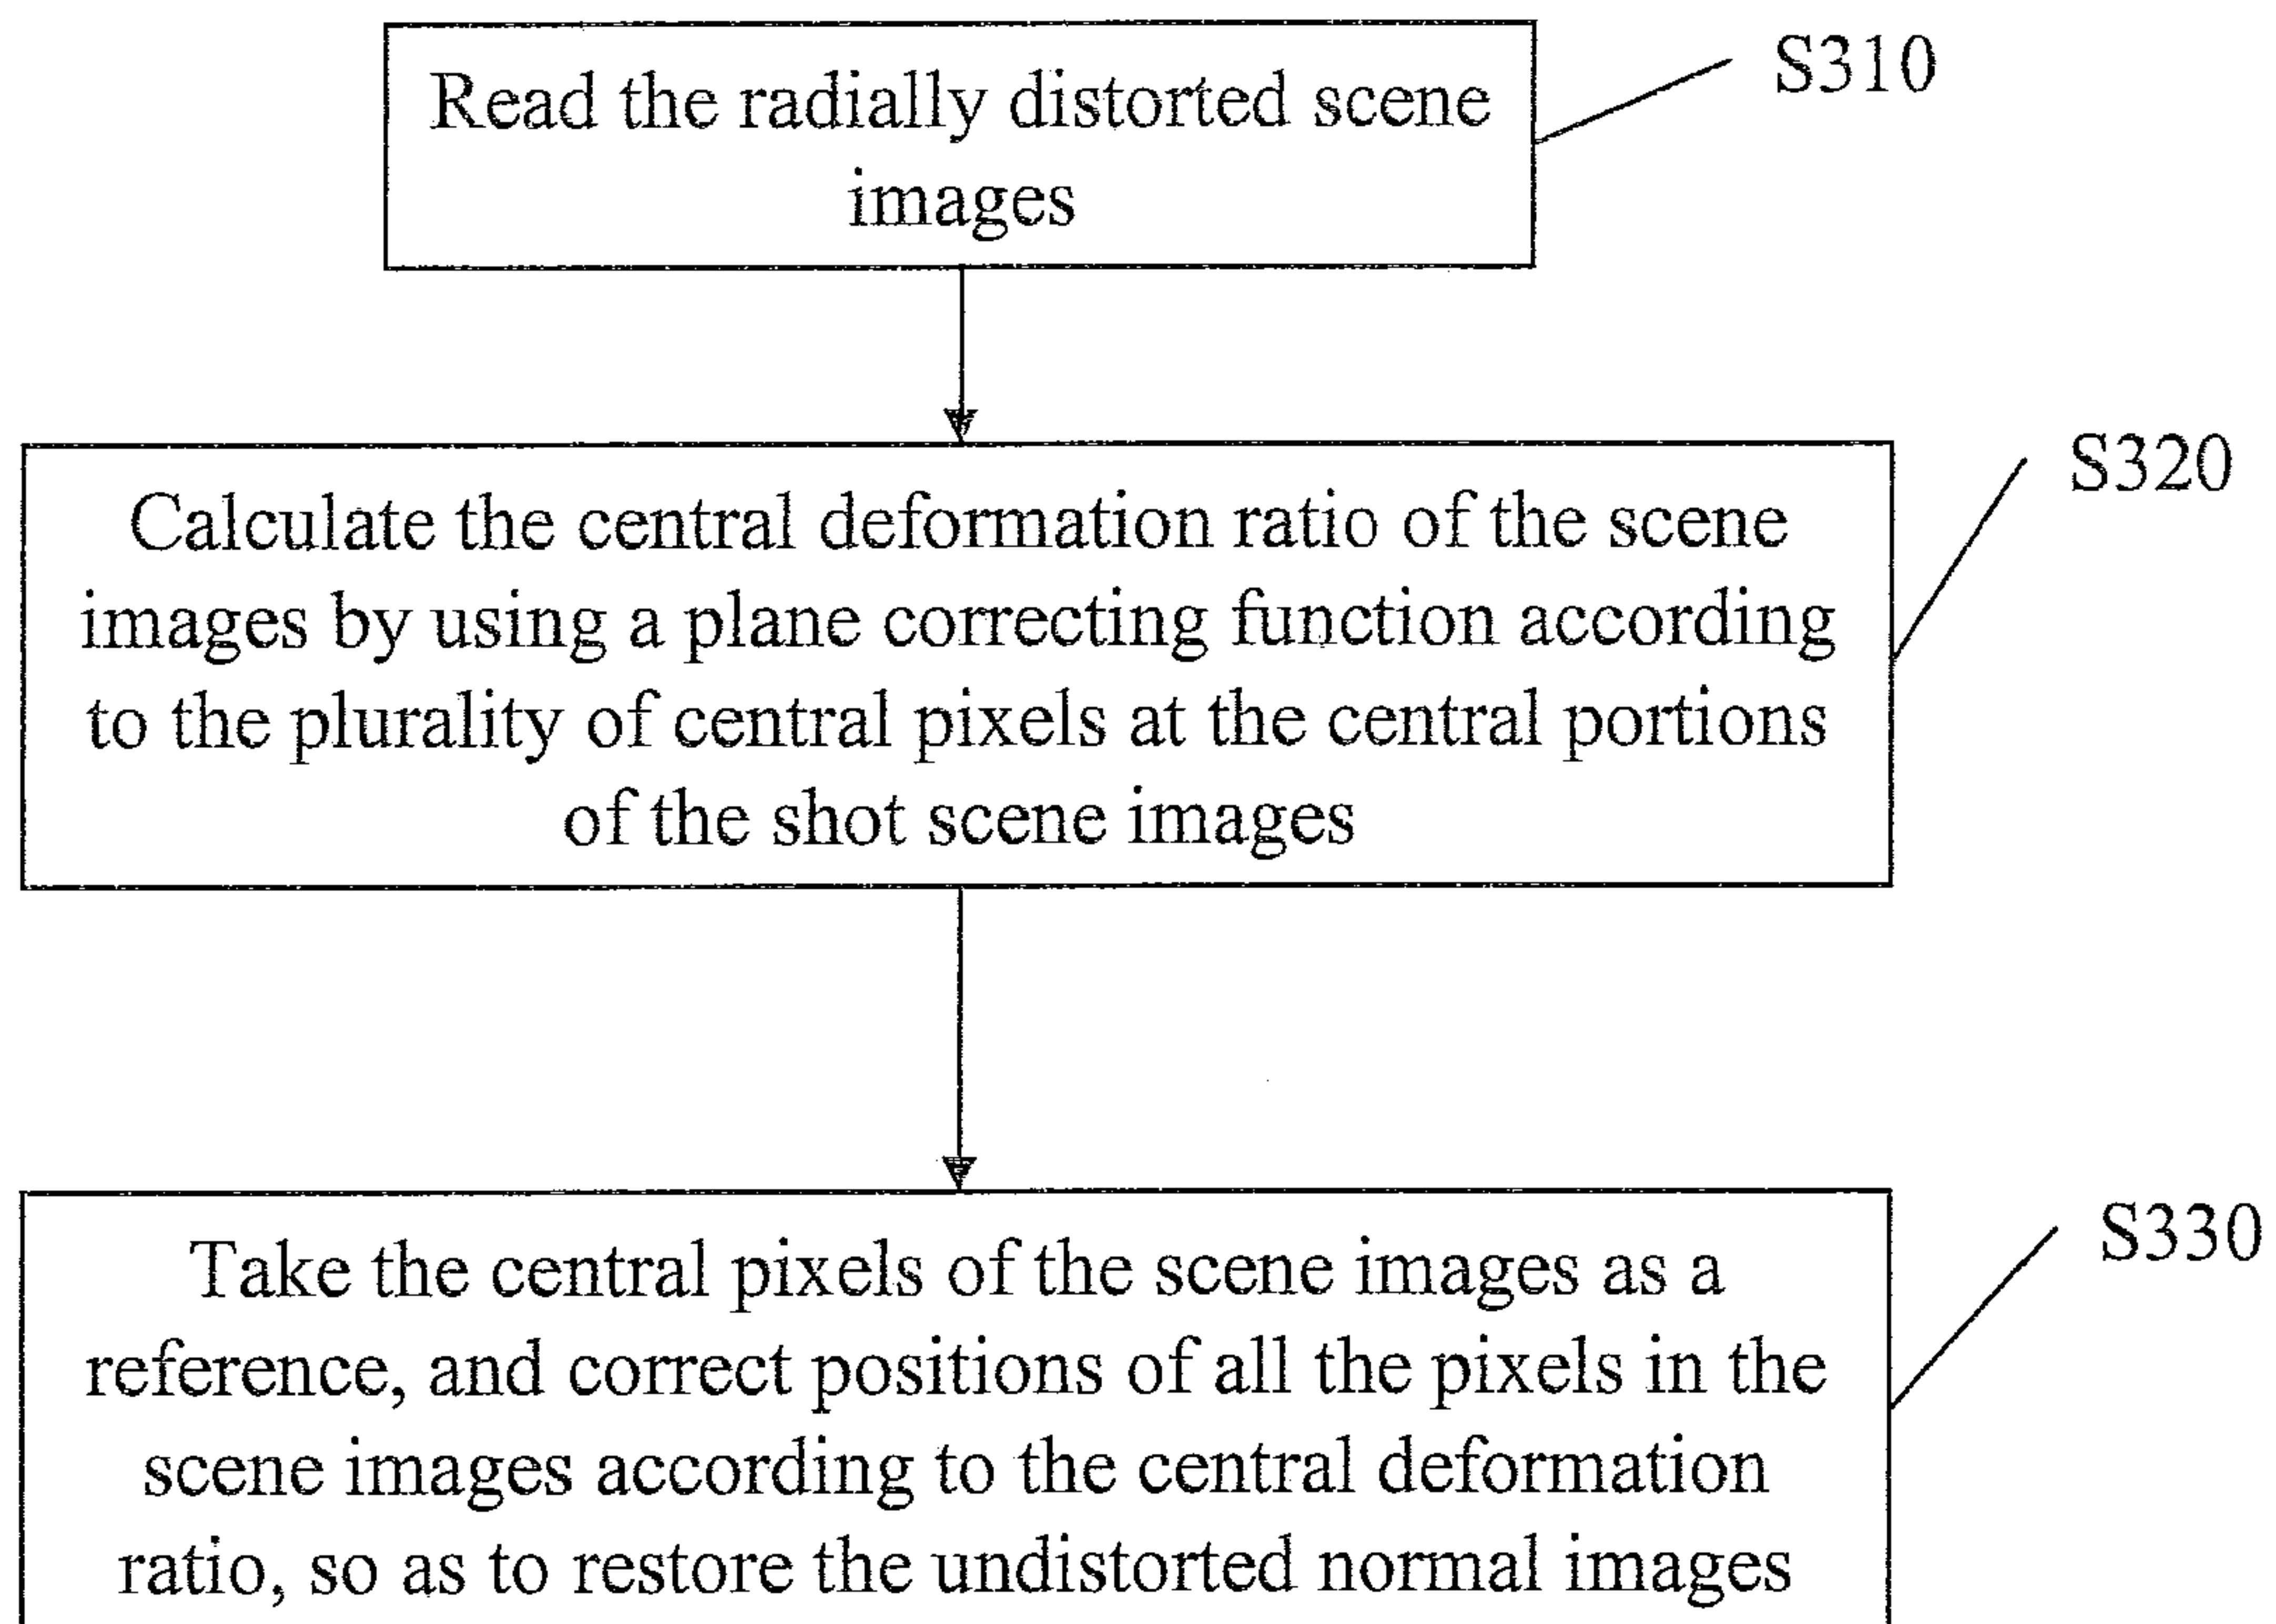 Read the radially distorted scene
images
S310
Calculate the central deformation ratio of the scene
images by using a plane correcting function according
to the plurality of central pixels at the central portions
of the shot scene images
S320
Take the central pixels of the scene images as a
reference, and correct positions of all the pixels in the
scene images according to the central deformation
ratio, so as to restore the undistorted normal images
S330